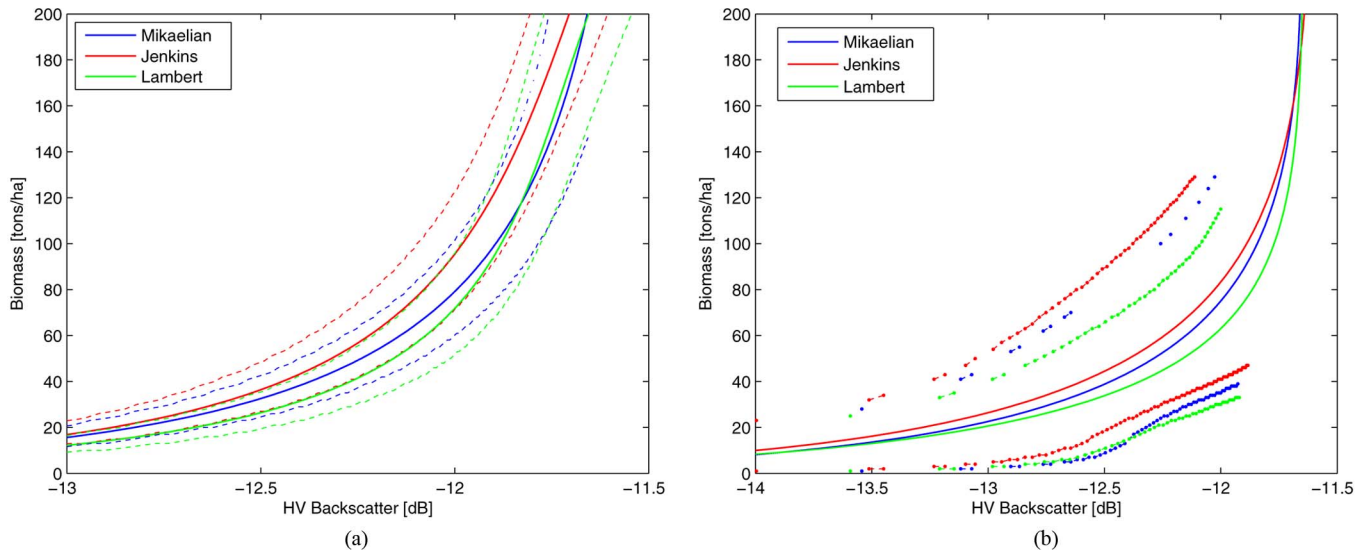 200
180
160
140
120
100
80
60
40
20
0
Biomass [tons/ha]
Mikaelian
Jenkins
Lambert
−13
−12.5
−12
−11.5
HV Backscatter [dB]
(a)
200
180
160
140
120
100
80
60
40
20
0
Biomass [tons/ha]
Mikaelian
Jenkins
Lambert
−14
−13.5
−13
−12.5
−12
−11.5
HV Backscatter [dB]
(b)